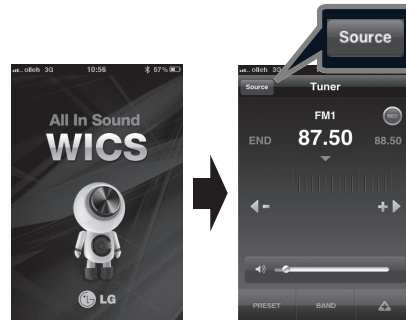 Source
olleh 3G 10:56 57%
All In Sound
WICS
LG
olleh 3G
Source Tuner
FM1
REC
END 87.50 88.50
- +
PRESET BAND